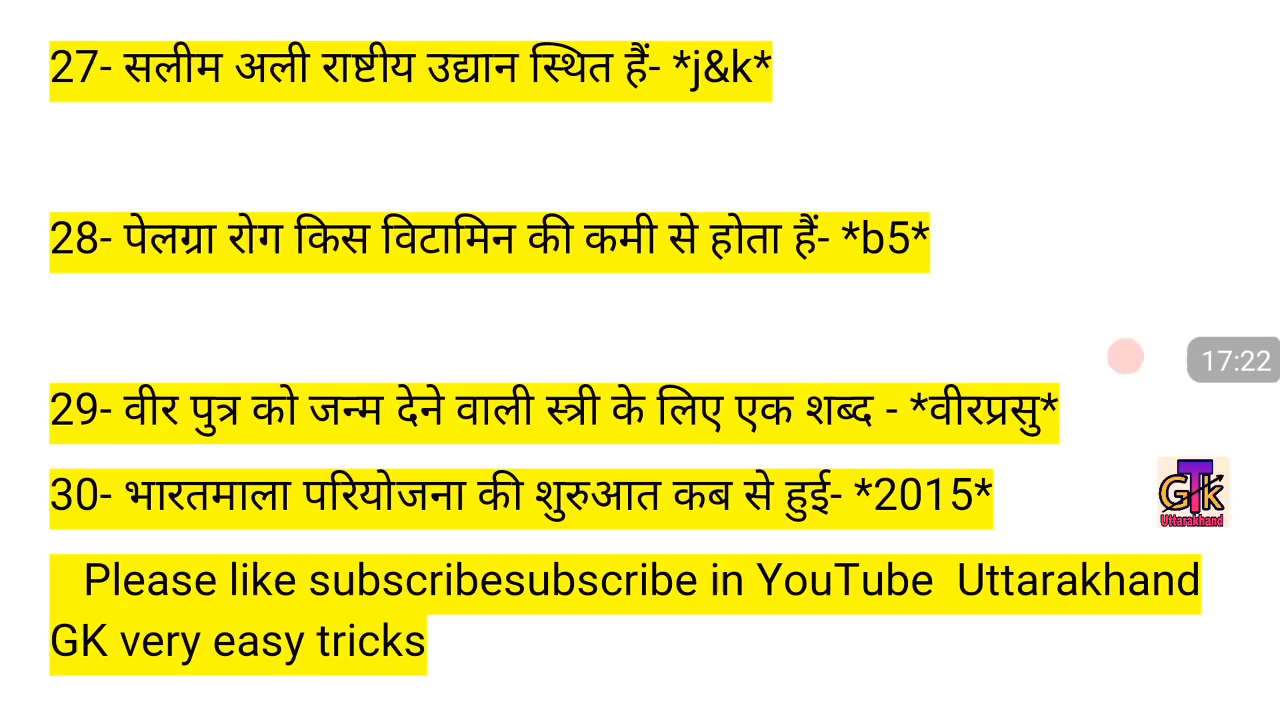 27- सलीम अली राष्टीय उद्यान स्थित हैं- *j&k*
28- पेलग्रा रोग किस विटामिन की कमी से होता हैं- *b5*
17:22
29- वीर पुत्र को जन्म देने वाली स्त्री के लिए एक शब्द - *वीरप्रसु*
30- भारतमाला परियोजना की शुरुआत कब से हुई- *2015*
GTK
Uttarakhand
Please like subscribesubscribe in YouTube  Uttarakhand
GK very easy tricks